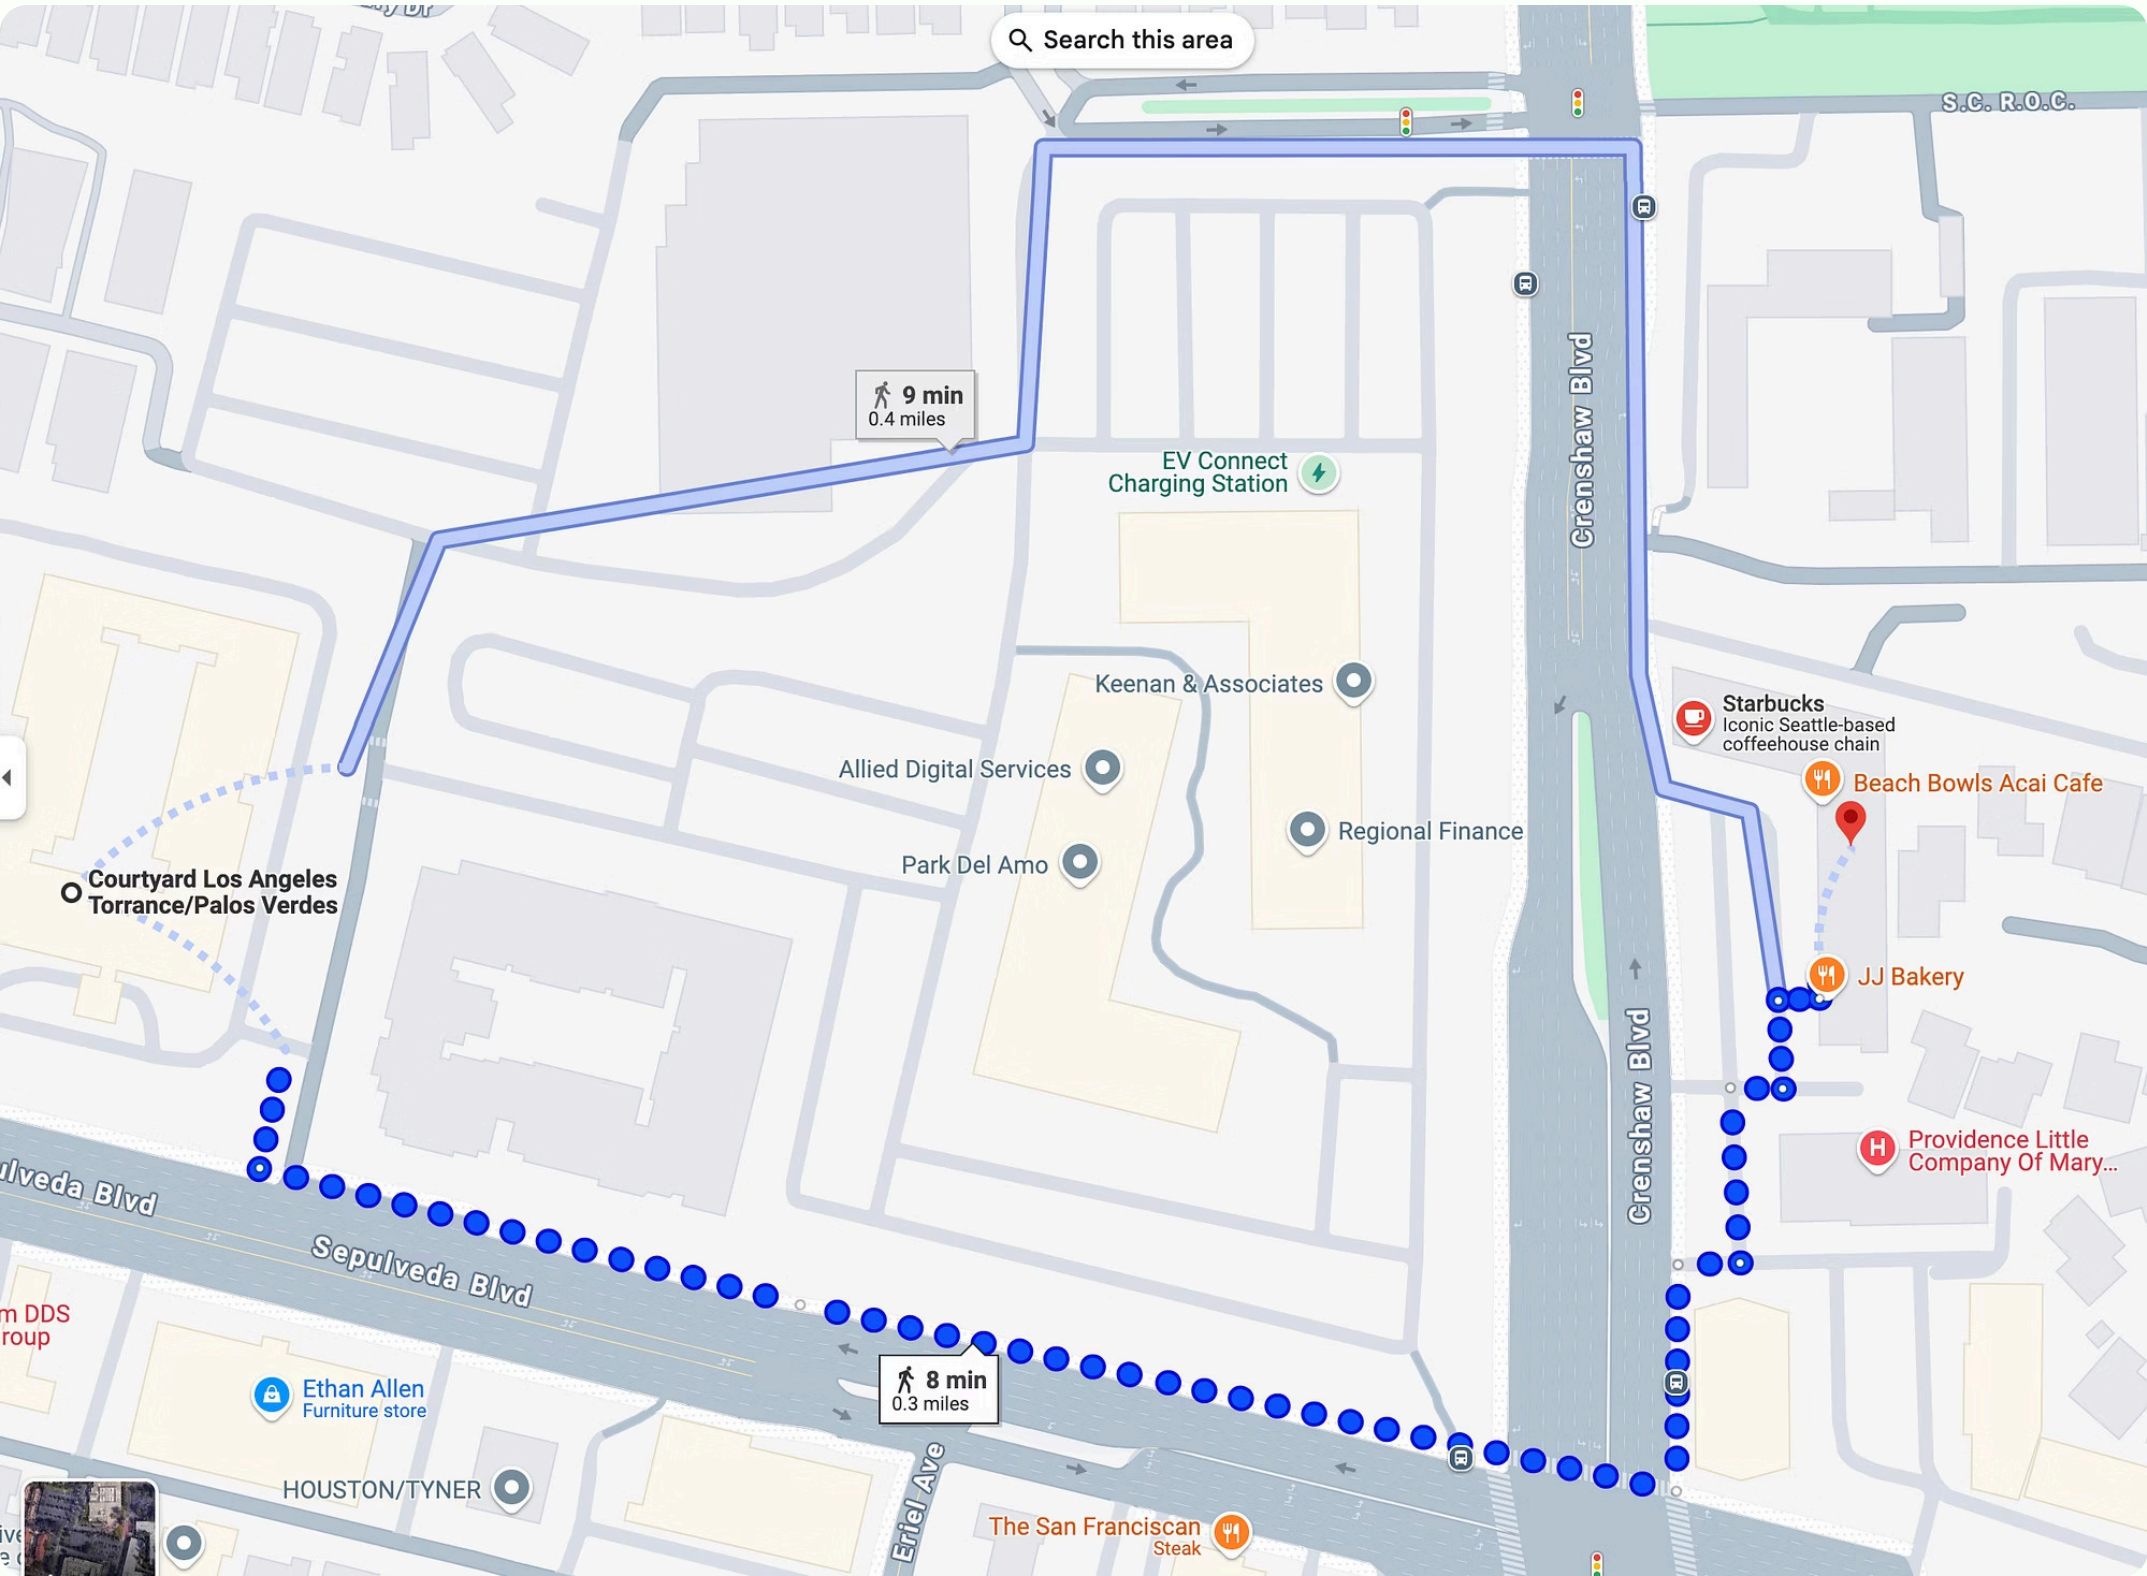 Search this area
S.C. R.O.C.
9 min
0.4 miles
Crenshaw Blvd
EV Connect
Charging Station
Keenan & Associates
Starbucks
Iconic Seattle-based
coffeehouse chain
Allied Digital Services
Beach Bowls Acai Cafe
Regional Finance
Park Del Amo
Courtyard Los Angeles
Torrance/Palos Verdes
JJ Bakery
Crenshaw Blvd
Providence Little
Company Of Mary...
ulveda Blvd
Sepulveda Blvd
m DDS
roup
8 min
0.3 miles
Ethan Allen
Furniture store
HOUSTON/TYNER
Eriel Ave
The San Franciscan
Steak
H